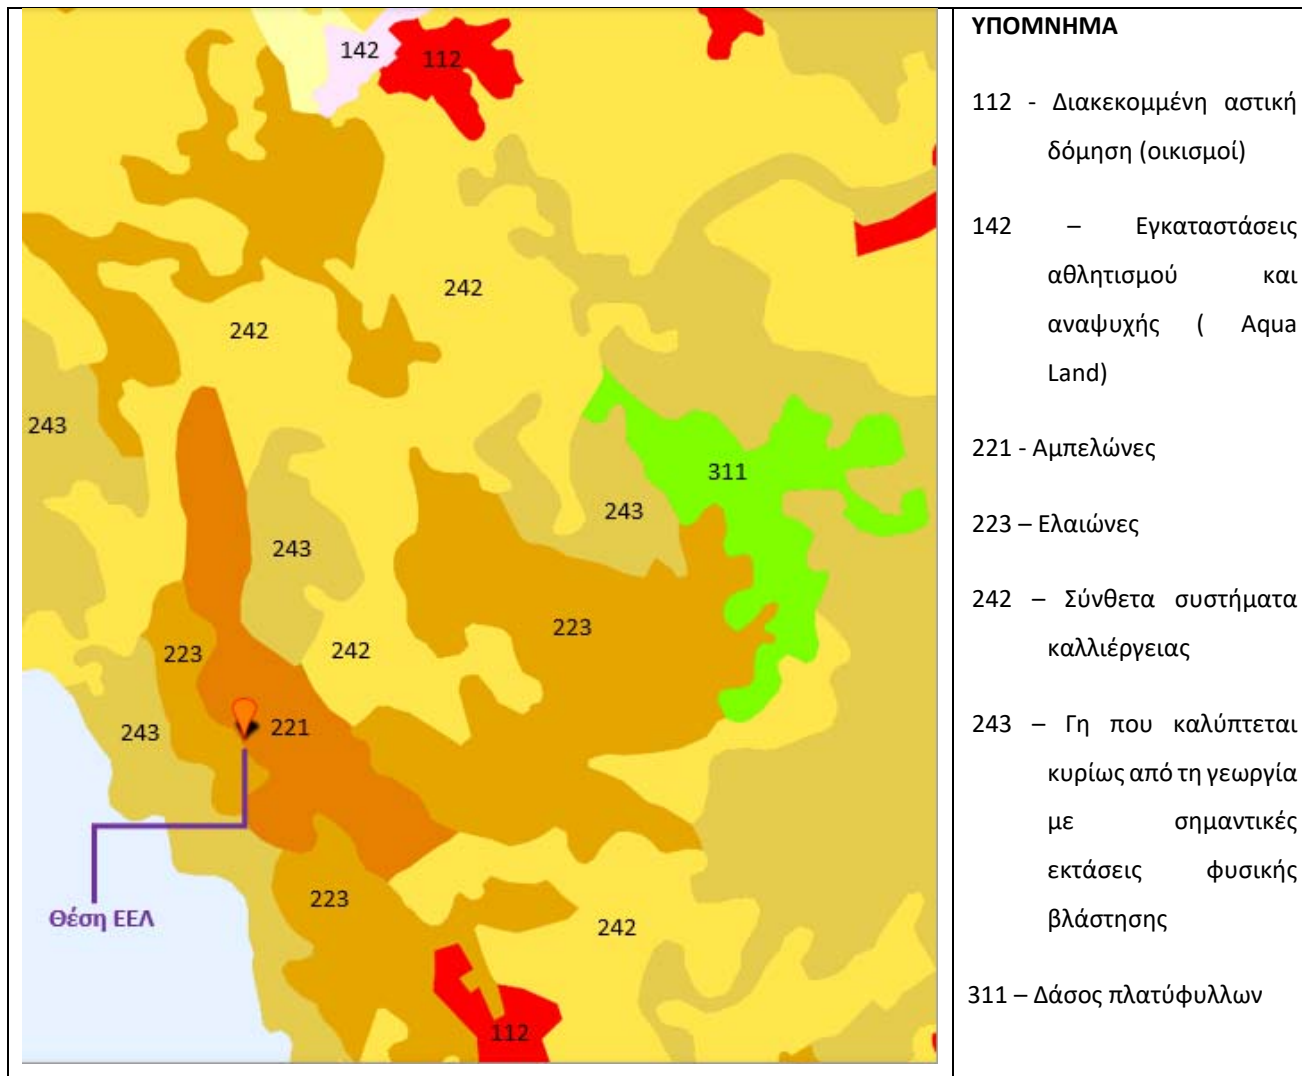 142
112
242
242
243
311
243
243
223
242
223
221
243
Θέση ΕΕΛ
223
242
112
ΥΠΟΜΝΗΜΑ
112 - Διακεκομμένη αστική
δόμηση (οικισμοί)
142 – Εγκαταστάσεις
αθλητισμού και
αναψυχής ( Aqua
Land)
221 - Αμπελώνες
223 – Ελαιώνες
242 – Σύνθετα συστήματα
καλλιέργειας
243 – Γη που καλύπτεται
κυρίως από τη γεωργία
με σημαντικές
εκτάσεις φυσικής
βλάστησης
311 – Δάσος πλατύφυλλων